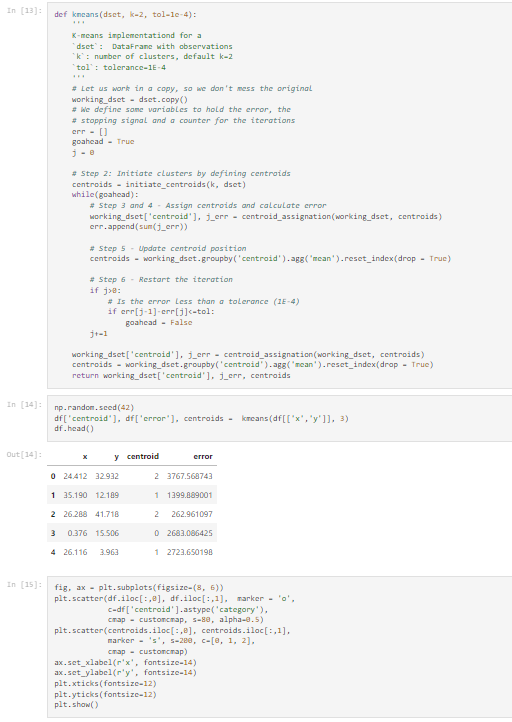 In [13]:
def kmeans(dset, k=2, tol=1e-4):
'''
K-means implementationd for a
`dset`:  DataFrame with observations
`k`: number of clusters, default k=2
`tol`: tolerance=1E-4
'''
# Let us work in a copy, so we don't mess the original
working_dset = dset.copy()
# We define some variables to hold the error, the
# stopping signal and a counter for the iterations
err = []
goahead = True
j = 0
# Step 2: Initiate clusters by defining centroids
centroids = initiate_centroids(k, dset)
while(goahead):
# Step 3 and 4 - Assign centroids and calculate error
working_dset['centroid'], j_err = centroid_assignation(working_dset, centroids)
err.append(sum(j_err))
# Step 5 - Update centroid position
centroids = working_dset.groupby('centroid').agg('mean').reset_index(drop = True)
# Step 6 - Restart the iteration
if j>0:
# Is the error less than a tolerance (1E-4)
if err[j-1]-err[j]<=tol:
goahead = False
j+=1
working_dset['centroid'], j_err = centroid_assignation(working_dset, centroids)
centroids = working_dset.groupby('centroid').agg('mean').reset_index(drop = True)
return working_dset['centroid'], j_err, centroids
In [14]:
np.random.seed(42)
df['centroid'], df['error'], centroids =  kmeans(df[['x','y']], 3)
df.head()
Out[14]:
x y centroid error
0 24.412 32.932 2 3767.568743
1 35.190 12.189 1 1399.889001
2 26.288 41.718 2 262.961097
3 0.376 15.506 0 2683.086425
4 26.116 3.963 1 2723.650198
In [15]:
fig, ax = plt.subplots(figsize=(8, 6))
plt.scatter(df.iloc[:,0], df.iloc[:,1],  marker = 'o',
c=df['centroid'].astype('category'),
cmap = customcmap, s=80, alpha=0.5)
plt.scatter(centroids.iloc[:,0], centroids.iloc[:,1],
marker = 's', s=200, c=[0, 1, 2],
cmap = customcmap)
ax.set_xlabel(r'x', fontsize=14)
ax.set_ylabel(r'y', fontsize=14)
plt.xticks(fontsize=12)
plt.yticks(fontsize=12)
plt.show()